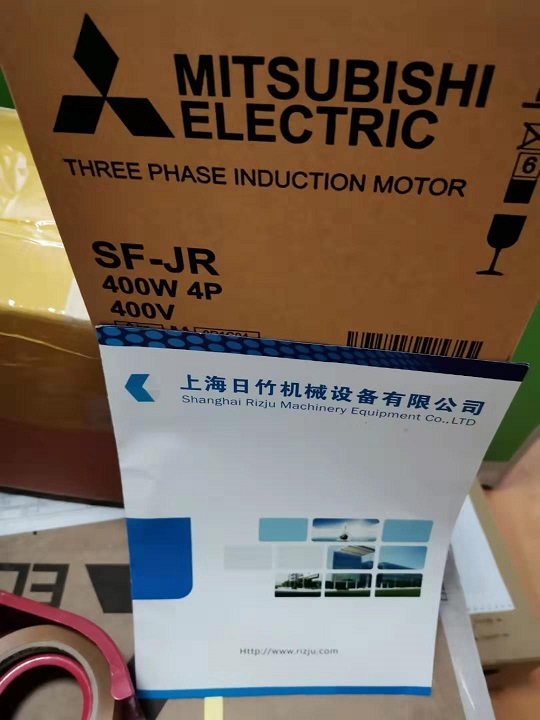 MITSUBISHI
ELECTRIC
THREE PHASE INDUCTION MOTOR
SF-JR
400W 4P
400V
6
上海日竹机械设备有限公司
Shanghai Rizju Machinery Equipment Co.,LTD
Http://www.rizju.com